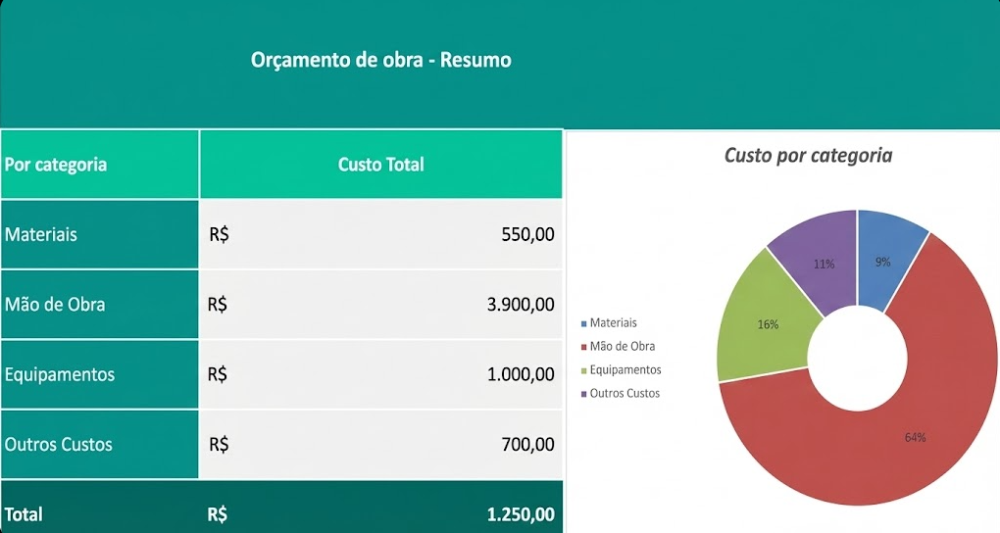 Orçamento de obra - Resumo
Por categoria Custo Total
Materiais R$ 550,00
Mão de Obra R$ 3.900,00
Equipamentos R$ 1.000,00
Outros Custos R$ 700,00
Total R$ 1.250,00
Custo por categoria
Materiais
Mão de Obra
Equipamentos
Outros Custos
11%
9%
16%
64%